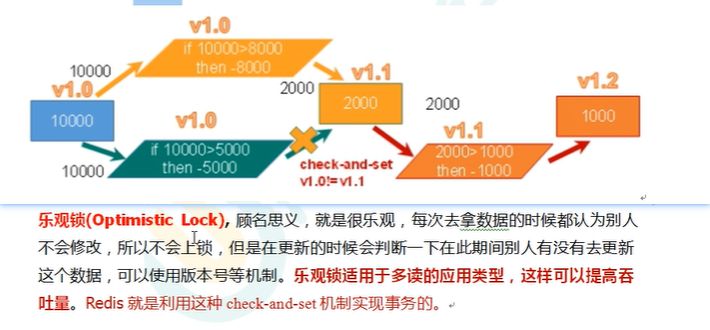 v1.0
if 10000>8000
then -8000
10000
v1.0
10000
v1.0
if 10000>5000
then -5000
10000
2000
v1.1
2000
check-and-set
v1.0!= v1.1
2000
v1.1
2000>1000
then -1000
v1.2
1000
乐观锁(Optimistic Lock), 顾名思义，就是很乐观，每次去拿数据的时候都认为别人
不会修改，所以不会上锁，但是在更新的时候会判断一下在此期间别人有没有去更新
这个数据，可以使用版本号等机制。乐观锁适用于多读的应用类型，这样可以提高吞
吐量。Redis 就是利用这种 check-and-set 机制实现事务的。